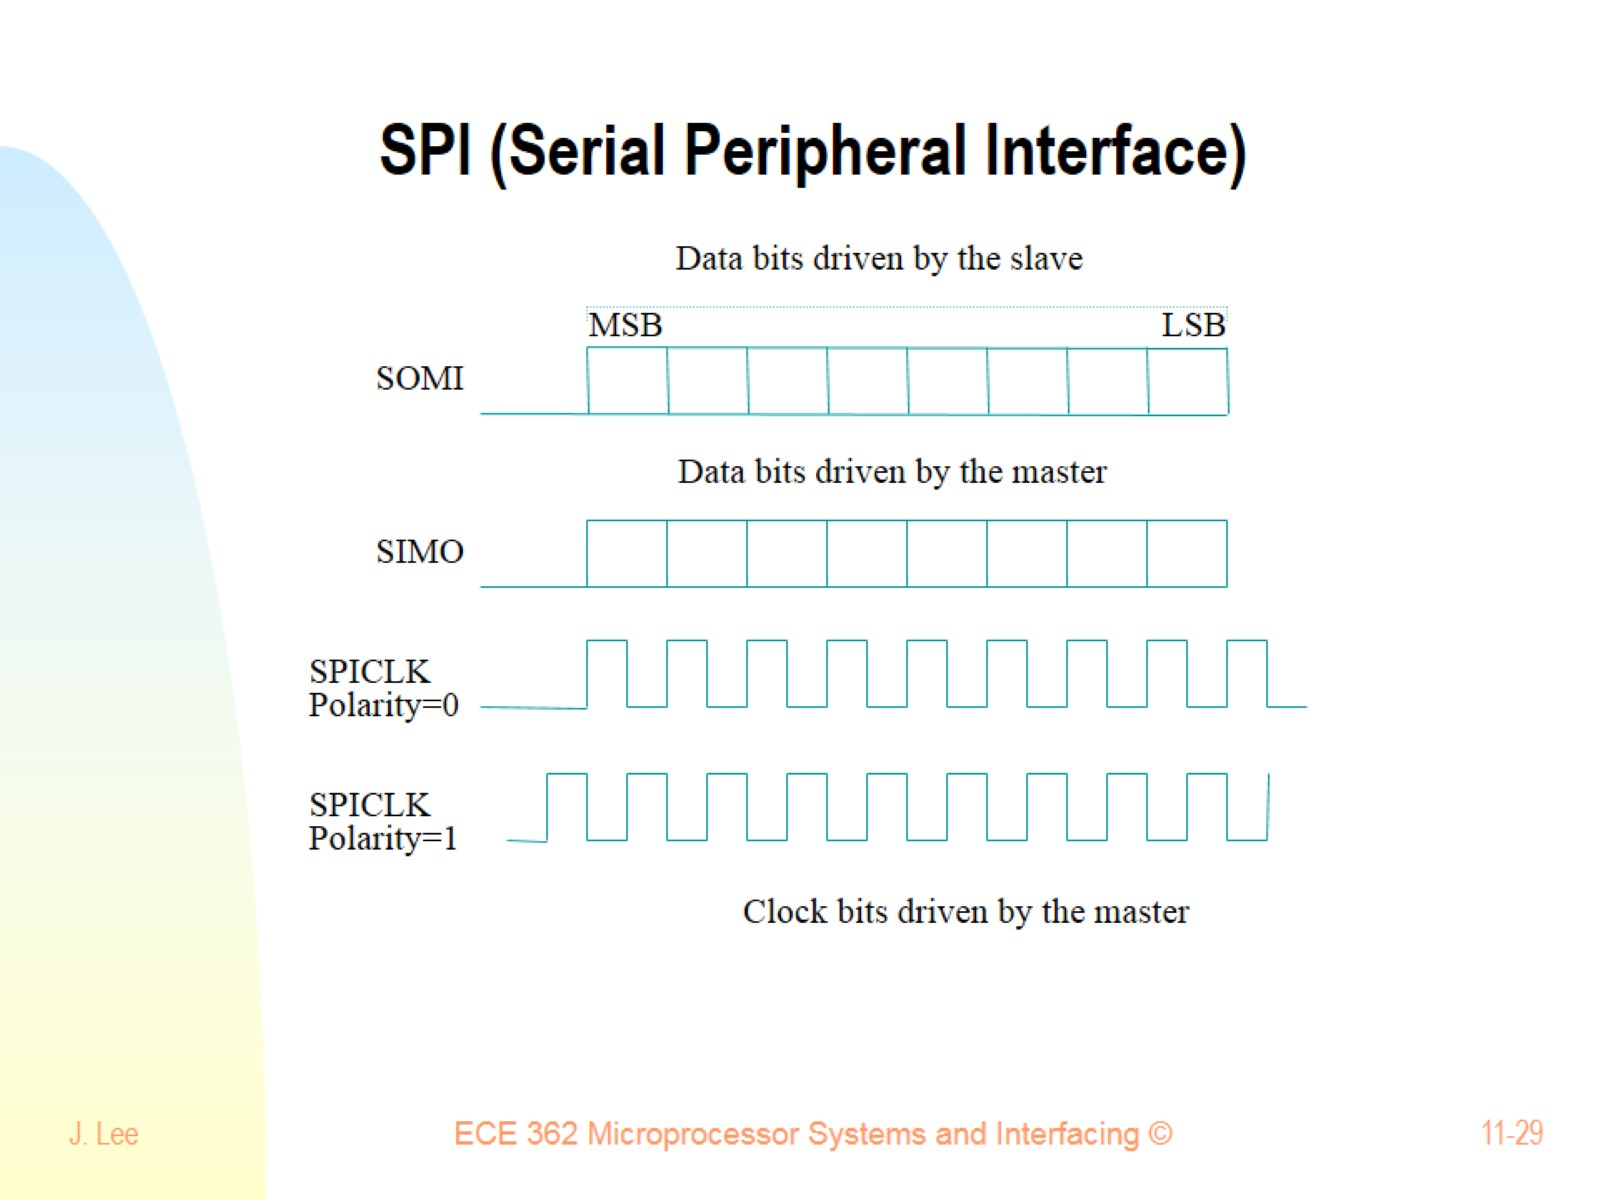 SPI (Serial Peripheral Interface)
Data bits driven by the slave
MSB LSB
SOMI
Data bits driven by the master
SIMO
SPICLK
Polarity=0
SPICLK
Polarity=1
Clock bits driven by the master
J. Lee ECE 362 Microprocessor Systems and Interfacing © 11-29